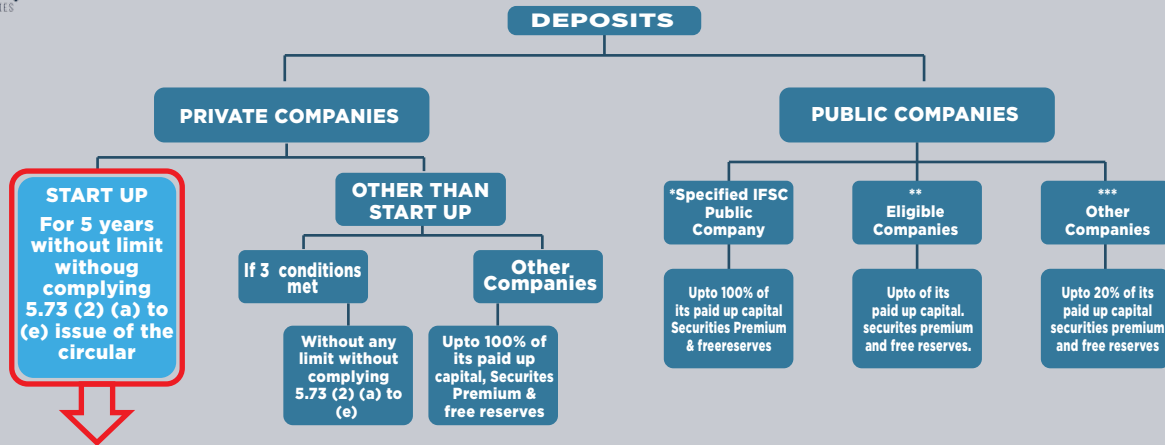 IES
DEPOSITS
PRIVATE COMPANIES
PUBLIC COMPANIES
START UP
For 5 years
without limit
withoug
complying
5.73 (2) (a) to
(e) issue of the
circular
OTHER THAN
START UP
If 3 conditions
met
Other
Companies
Without any
limit without
complying
5.73 (2) (a) to
(e)
Upto 100% of
its paid up
capital, Securites
Premium &
free reserves
*Specified IFSC
Public
Company
**
Eligible
Companies
***
Other
Companies
Upto 100% of
its paid up capital
Securities Premium
& freereserves
Upto of its
paid up capital.
securites premium
and free reserves.
Upto 20% of its
paid up capital
securities premium
and free reserves